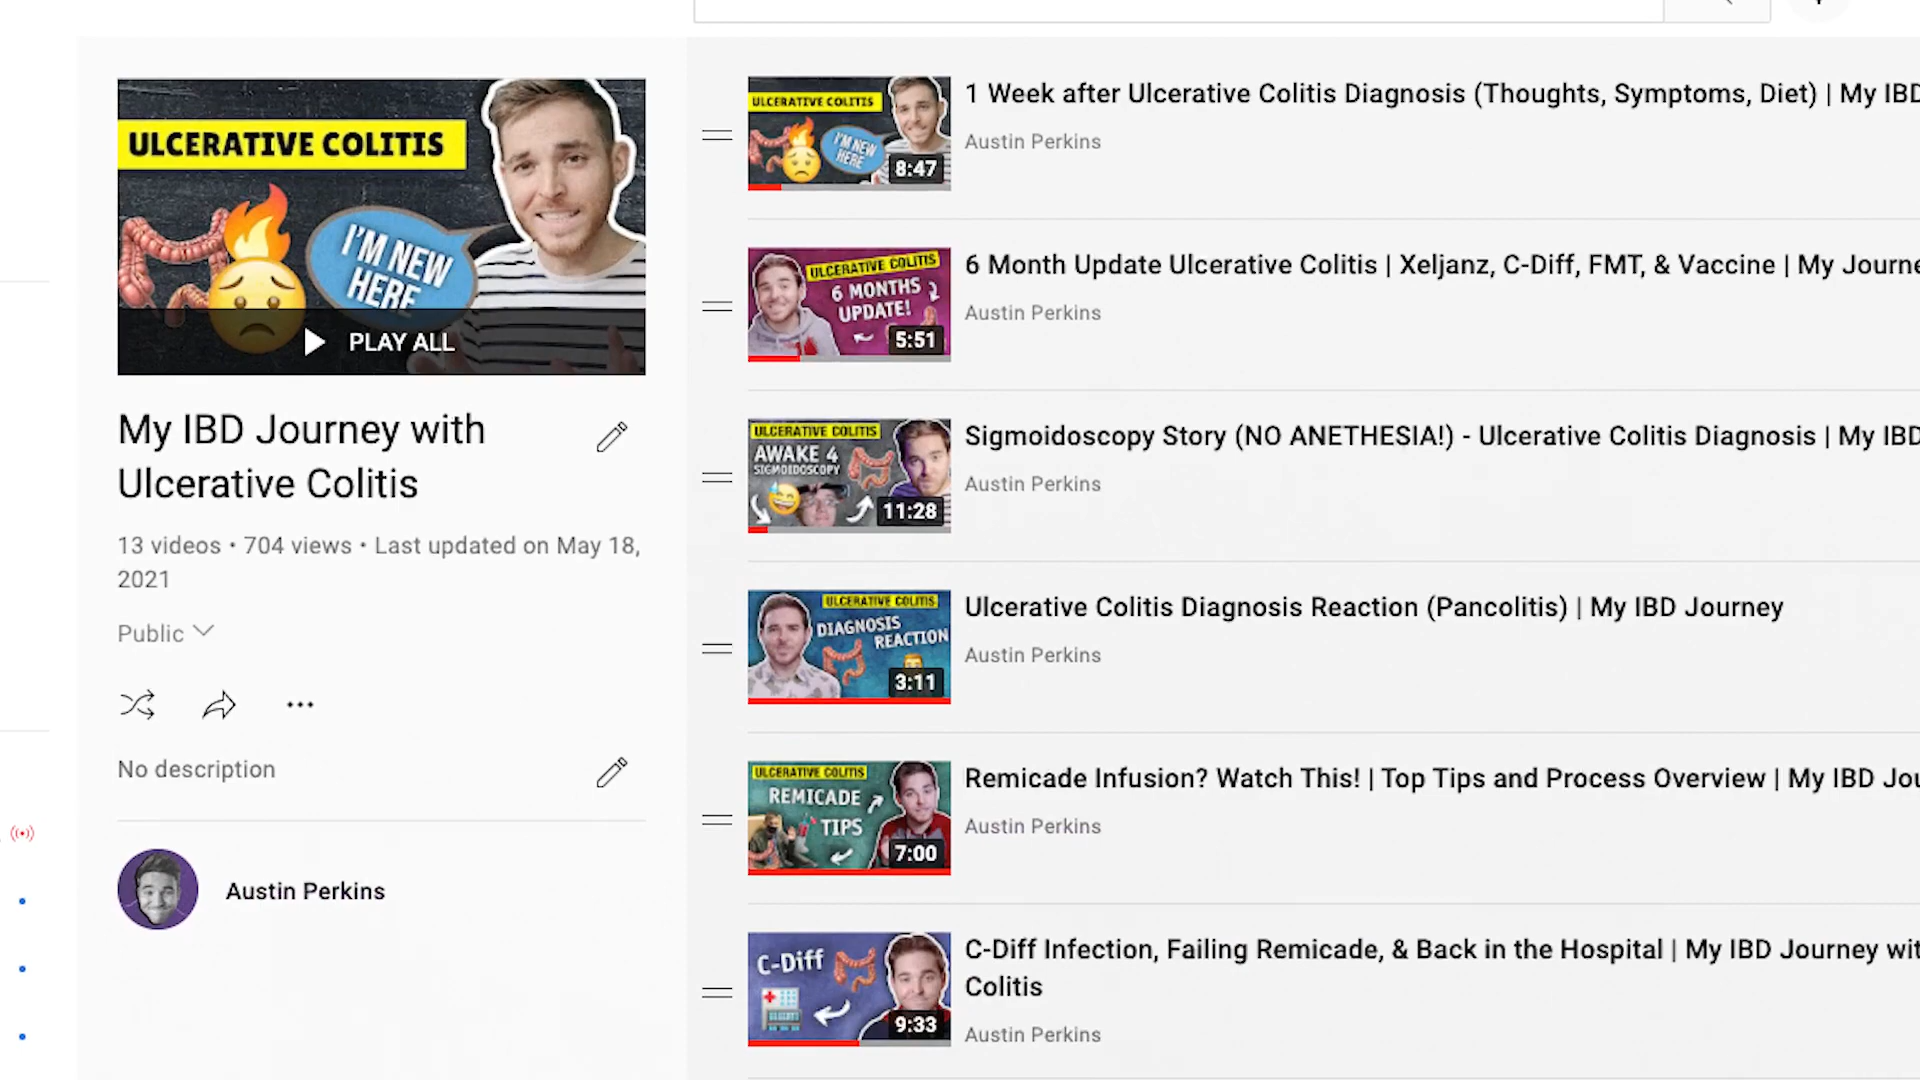 ULCERATIVE COLITIS
I'M NEW
HERE
PLAY ALL
My IBD Journey with
Ulcerative Colitis
13 videos • 704 views • Last updated on May 18,
2021
Public
No description
Austin Perkins
ULCERATIVE COLITIS
I'M NEW
HERE
8:47
1 Week after Ulcerative Colitis Diagnosis (Thoughts, Symptoms, Diet) | My IBD
Austin Perkins
ULCERATIVE COLITIS
6 MONTHS
UPDATE!
5:51
6 Month Update Ulcerative Colitis | Xeljanz, C-Diff, FMT, & Vaccine | My Journe
Austin Perkins
ULCERATIVE COLITIS
AWAKE 4
SIGMOIDOSCOPY
11:28
Sigmoidoscopy Story (NO ANETHESIA!) - Ulcerative Colitis Diagnosis | My IBD
Austin Perkins
ULCERATIVE COLITIS
DIAGNOSIS
REACTION
3:11
Ulcerative Colitis Diagnosis Reaction (Pancolitis) | My IBD Journey
Austin Perkins
ULCERATIVE COLITIS
REMICADE
TIPS
7:00
Remicade Infusion? Watch This! | Top Tips and Process Overview | My IBD Jou
Austin Perkins
C-Diff
9:33
C-Diff Infection, Failing Remicade, & Back in the Hospital | My IBD Journey wit
Colitis
Austin Perkins